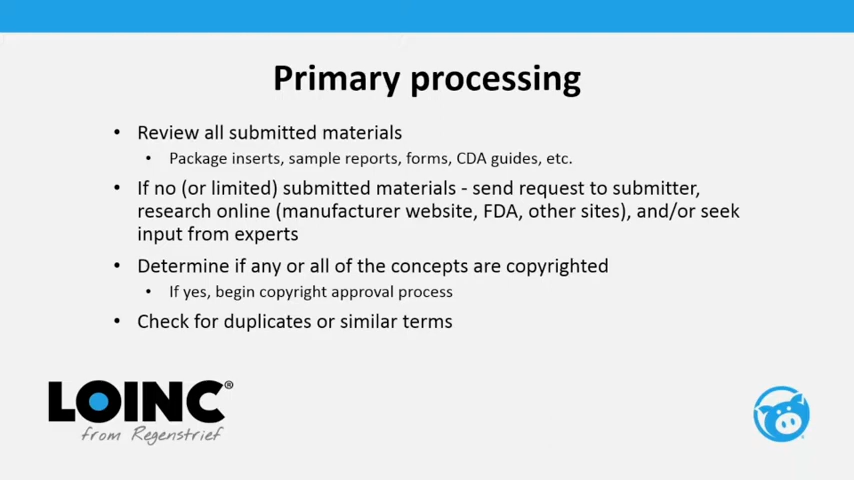 Primary processing
• Review all submitted materials
• Package inserts, sample reports, forms, CDA guides, etc.
• If no (or limited) submitted materials - send request to submitter,
research online (manufacturer website, FDA, other sites), and/or seek
input from experts
• Determine if any or all of the concepts are copyrighted
• If yes, begin copyright approval process
• Check for duplicates or similar terms
LOINC®
from Regenstrief